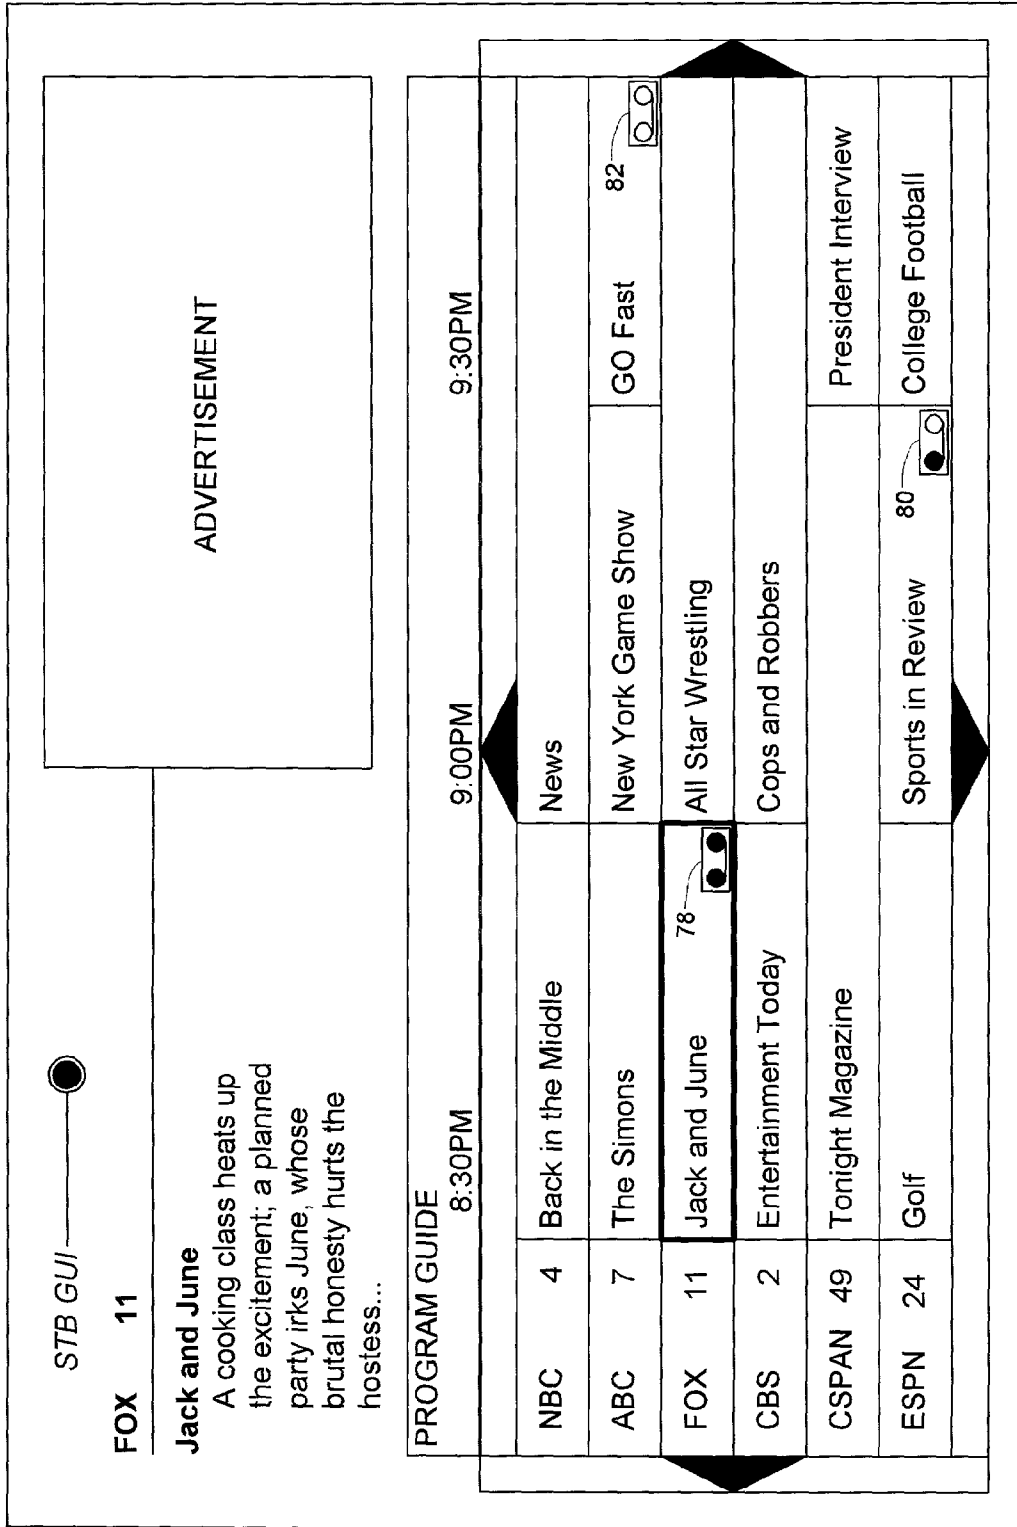 STB GUI
FOX 11
Jack and June
A cooking class heats up
the excitement; a planned
party irks June, whose
brutal honesty hurts the
hostess...
ADVERTISEMENT
PROGRAM GUIDE
8:30PM 9:00PM 9:30PM
NBC 4 Back in the Middle News
ABC 7 The Simons New York Game Show GO Fast 82
FOX 11 Jack and June 78 All Star Wrestling
CBS 2 Entertainment Today Cops and Robbers
CSPAN 49 Tonight Magazine President Interview
ESPN 24 Golf Sports in Review 80 College Football